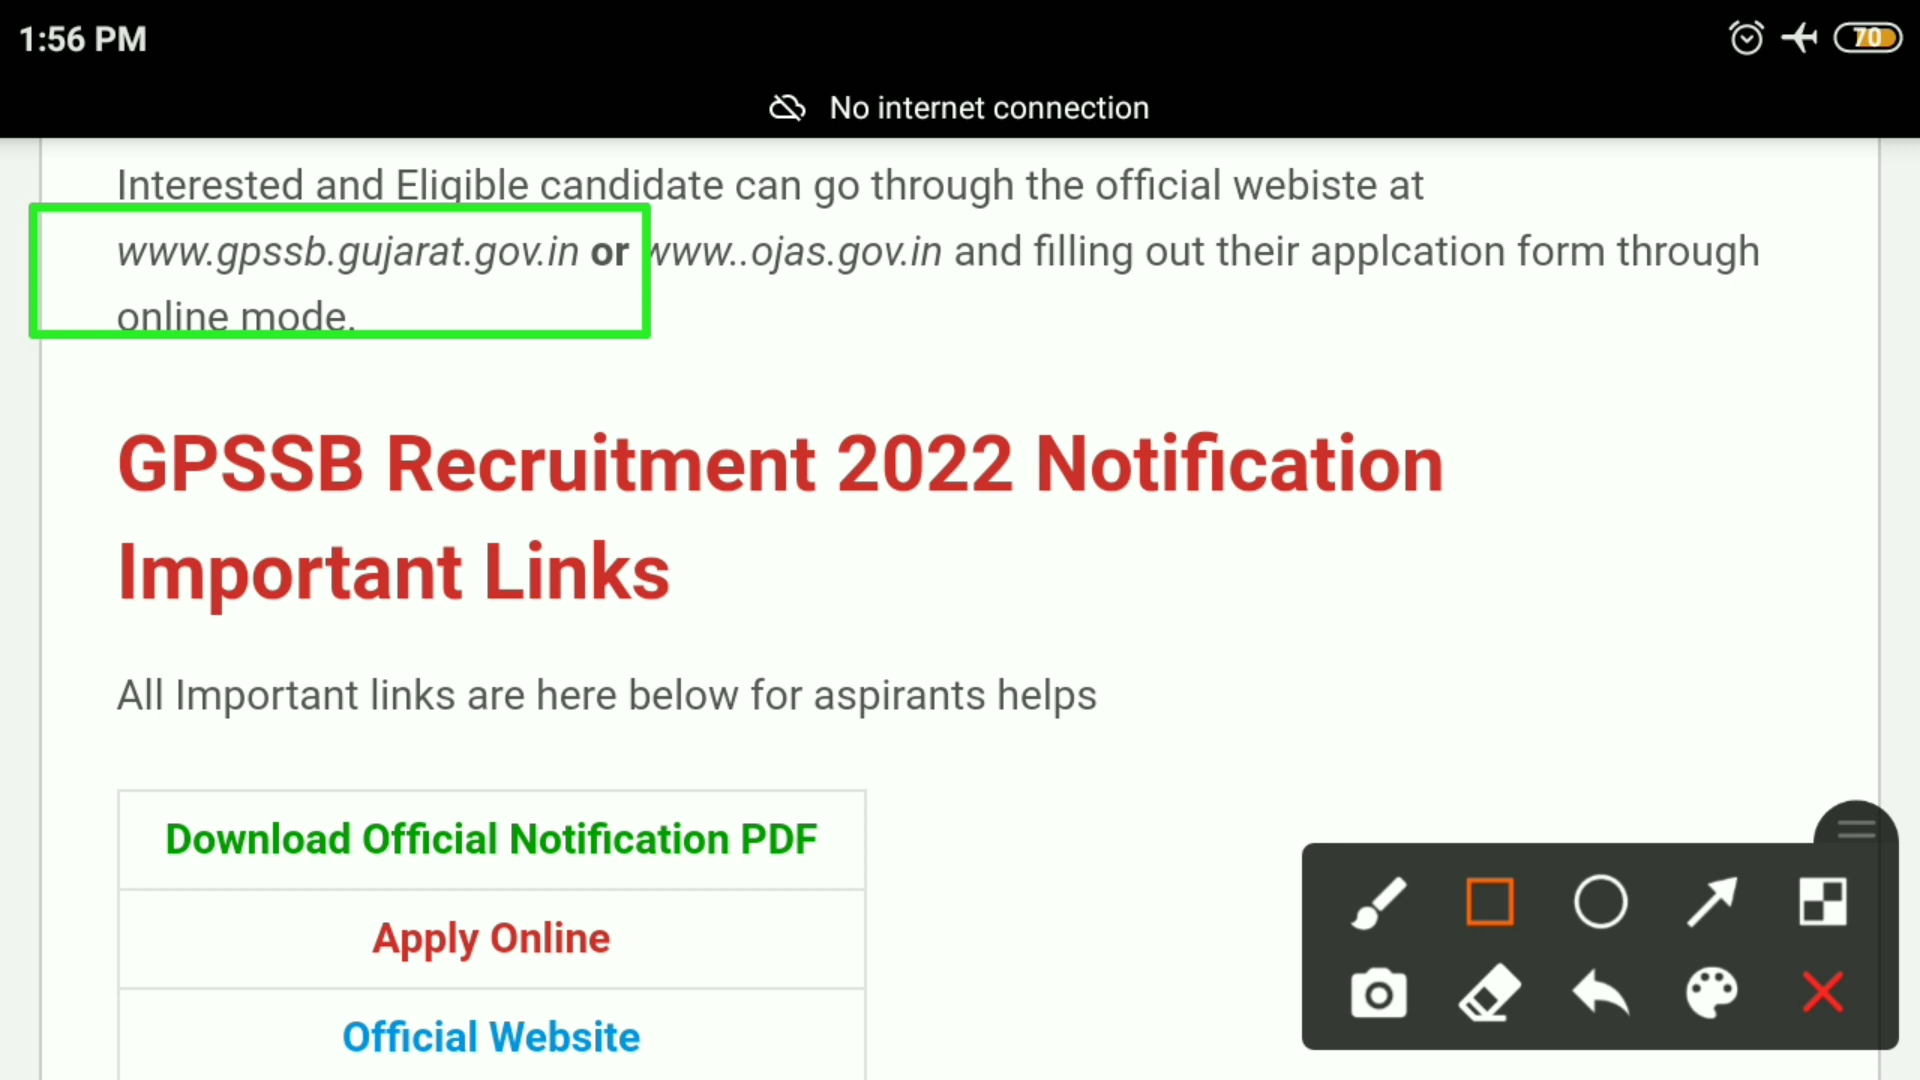 1:56 PM
70
No internet connection
Interested and Eligible candidate can go through the official webiste at
www.gpssb.gujarat.gov.in or www..ojas.gov.in and filling out their applcation form through
online mode.
GPSSB Recruitment 2022 Notification
Important Links
All Important links are here below for aspirants helps
Download Official Notification PDF
Apply Online
Official Website